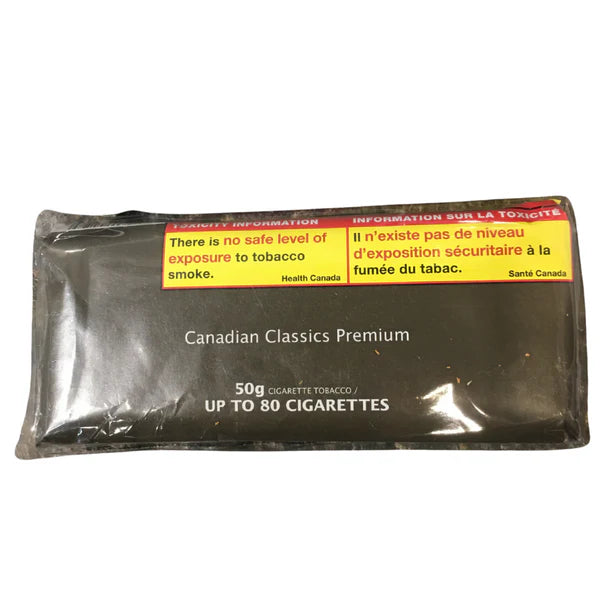 TOXICITY INFORMATION
There is no safe level of
exposure to tobacco
smoke.
Health Canada
INFORMATION SUR LA TOXICITÉ
Il n'existe pas de niveau
d'exposition sécuritaire à la
fumée du tabac.
Santé Canada
Canadian Classics Premium
50g CIGARETTE TOBACCO /
UP TO 80 CIGARETTES